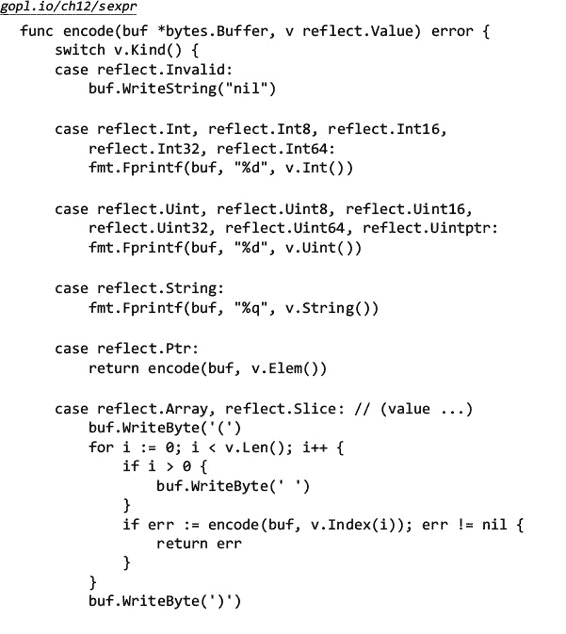 gopl.io/ch12/sexpr
func encode(buf *bytes.Buffer, v reflect.Value) error {
    switch v.Kind() {
    case reflect.Invalid:
        buf.WriteString("nil")

    case reflect.Int, reflect.Int8, reflect.Int16,
        reflect.Int32, reflect.Int64:
        fmt.Fprintf(buf, "%d", v.Int())

    case reflect.Uint, reflect.Uint8, reflect.Uint16,
        reflect.Uint32, reflect.Uint64, reflect.Uintptr:
        fmt.Fprintf(buf, "%d", v.Uint())

    case reflect.String:
        fmt.Fprintf(buf, "%q", v.String())

    case reflect.Ptr:
        return encode(buf, v.Elem())

    case reflect.Array, reflect.Slice: // (value ...)
        buf.WriteByte('(')
        for i := 0; i < v.Len(); i++ {
            if i > 0 {
                buf.WriteByte(' ')
            }
            if err := encode(buf, v.Index(i)); err != nil {
                return err
            }
        }
        buf.WriteByte(')')